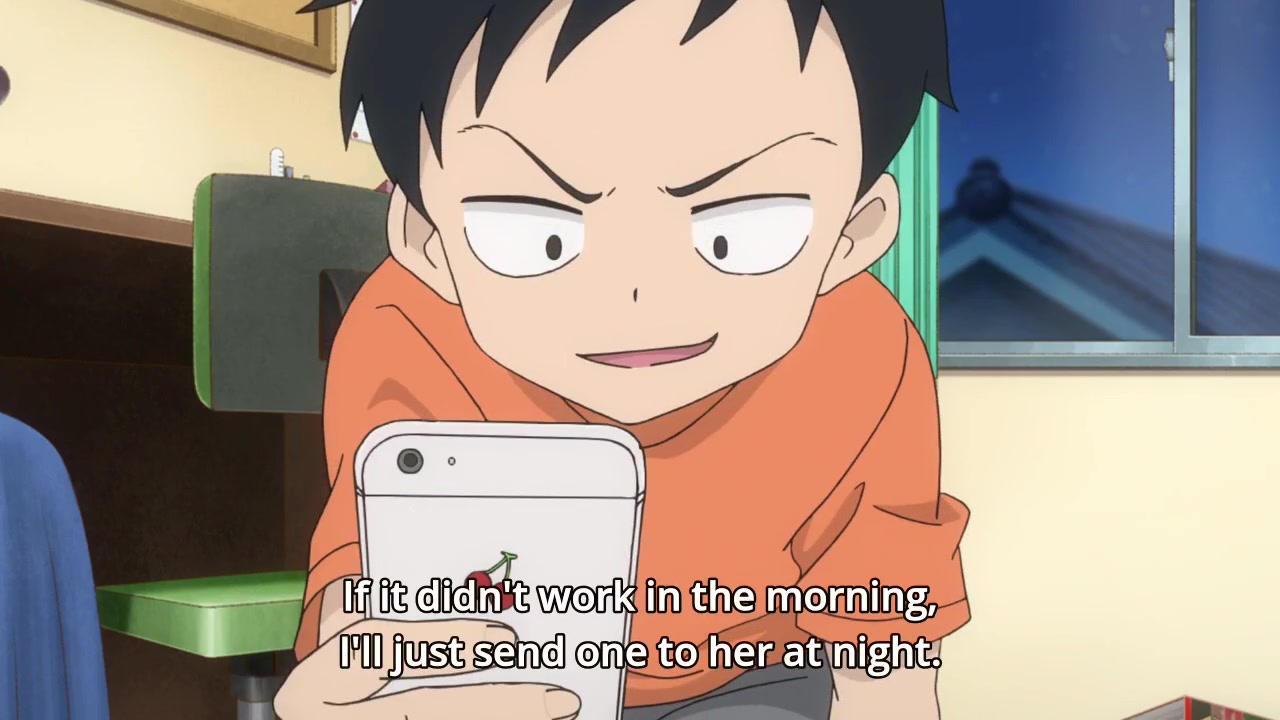 If it didn't work in the morning,
I'll just send one to her at night.